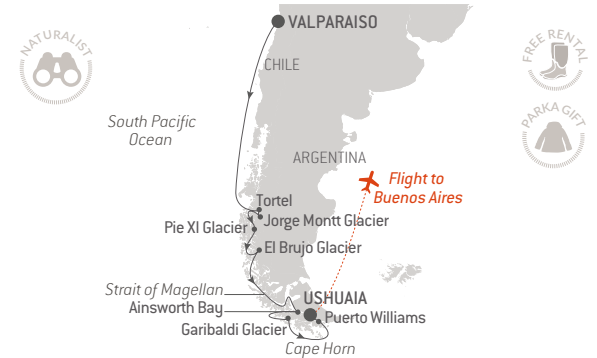 VALPARAISO
NATURALIST
FREE RENTAL
CHILE
South Pacific
Ocean
PARKA GIFT
ARGENTINA
Flight to
Buenos Aires
Tortel
Jorge Montt Glacier
Pie XI Glacier
El Brujo Glacier
Strait of Magellan
USHUAIA
Ainsworth Bay
Puerto Williams
Garibaldi Glacier
Cape Horn